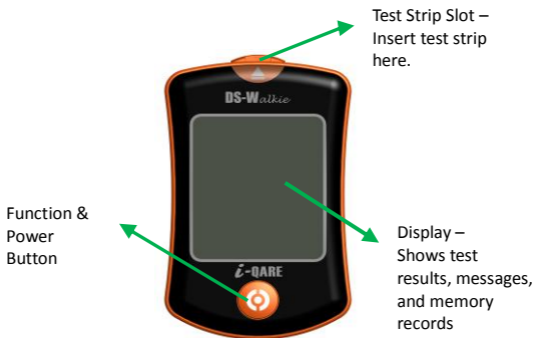 Test Strip Slot –
Insert test strip
here.
DS-Walkie
Function &
Power
Button
Display –
Shows test
results, messages,
and memory
records
i-QARE